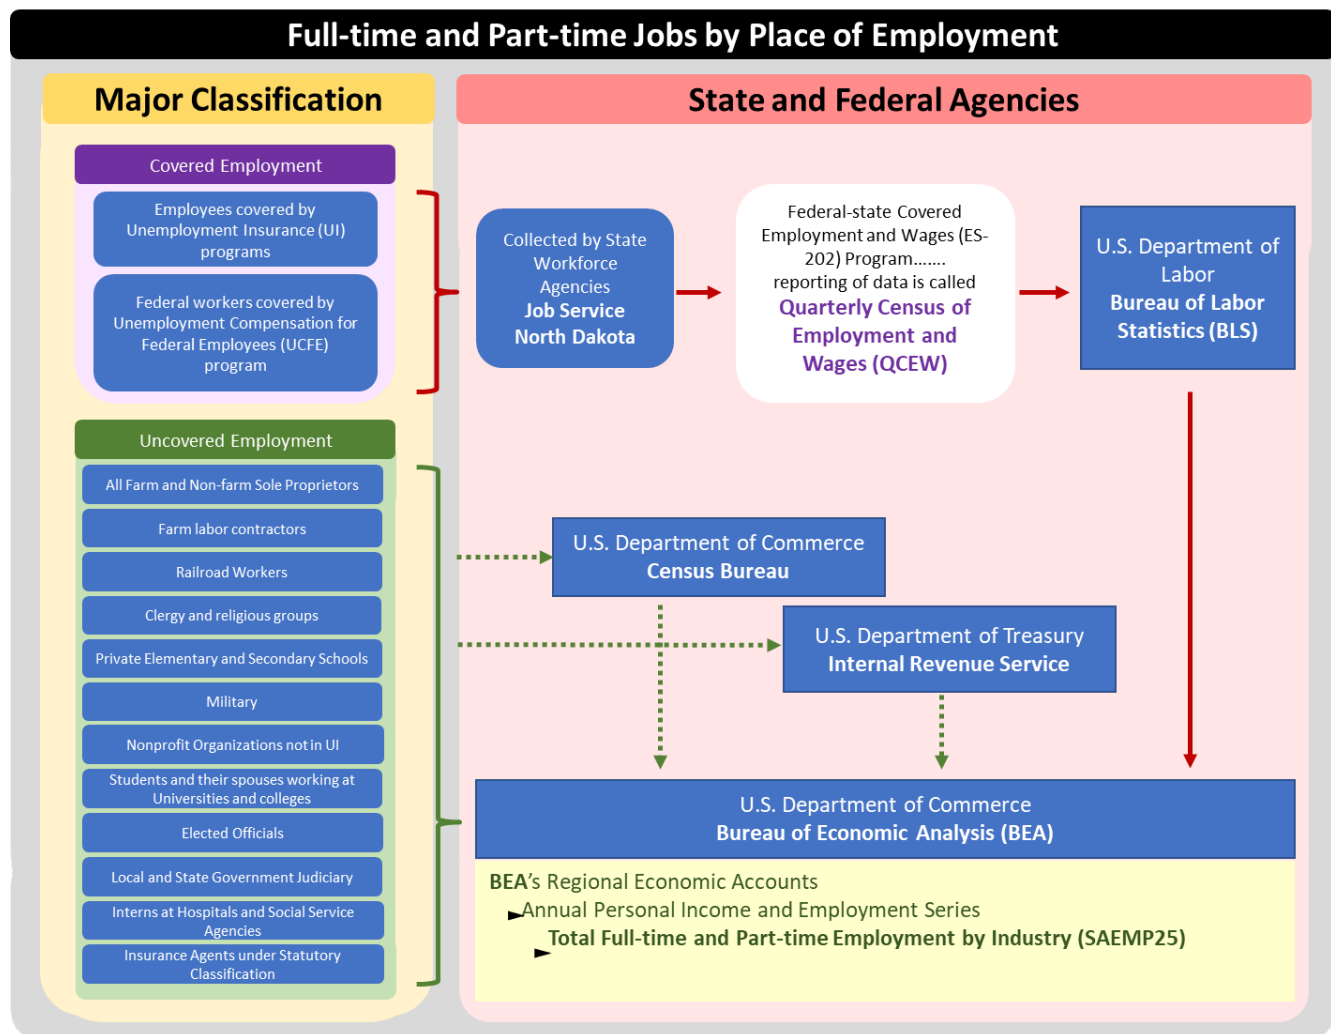 Full-time and Part-time Jobs by Place of Employment
Major Classification
State and Federal Agencies
Covered Employment
Employees covered by
Unemployment Insurance (UI)
programs
Federal workers covered by
Unemployment Compensation for
Federal Employees (UCFE)
program
Collected by State
Workforce
Agencies
Job Service
North Dakota
Federal-state Covered
Employment and Wages (ES-
202) Program.......
reporting of data is called
Quarterly Census of
Employment and
Wages (QCEW)
U.S. Department of
Labor
Bureau of Labor
Statistics (BLS)
Uncovered Employment
All Farm and Non-farm Sole Proprietors
Farm labor contractors
Railroad Workers
Clergy and religious groups
Private Elementary and Secondary Schools
Military
Nonprofit Organizations not in UI
Students and their spouses working at
Universities and colleges
Elected Officials
Local and State Government Judiciary
Interns at Hospitals and Social Service
Agencies
Insurance Agents under Statutory
Classification
U.S. Department of Commerce
Census Bureau
U.S. Department of Treasury
Internal Revenue Service
U.S. Department of Commerce
Bureau of Economic Analysis (BEA)
BEA's Regional Economic Accounts
Annual Personal Income and Employment Series
Total Full-time and Part-time Employment by Industry (SAEMP25)